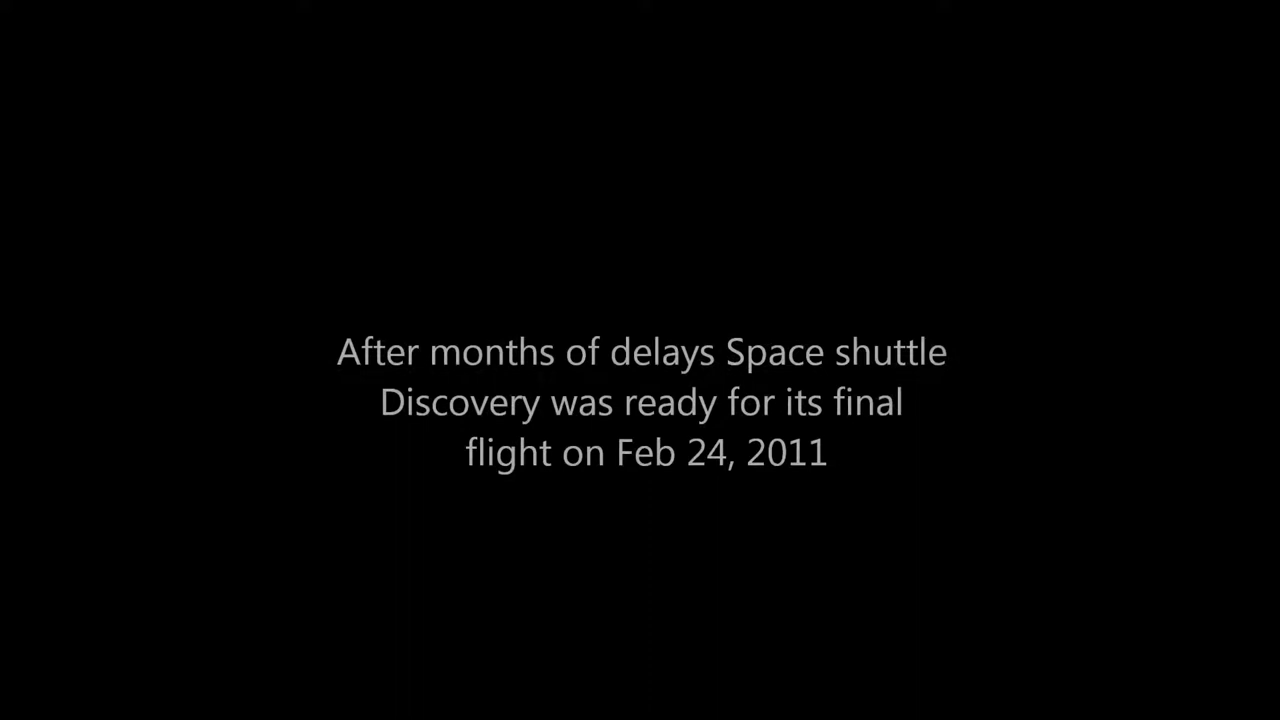 After months of delays Space shuttle
Discovery was ready for its final
flight on Feb 24, 2011